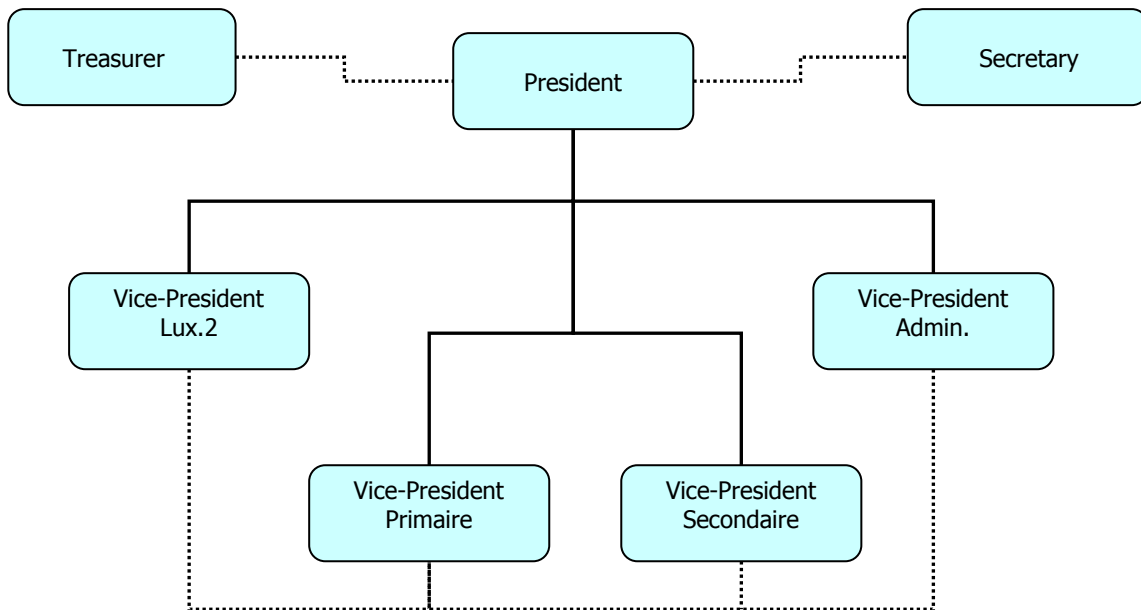 Treasurer
President
Secretary
Vice-President
Lux.2
Vice-President
Admin.
Vice-President
Primaire
Vice-President
Secondaire